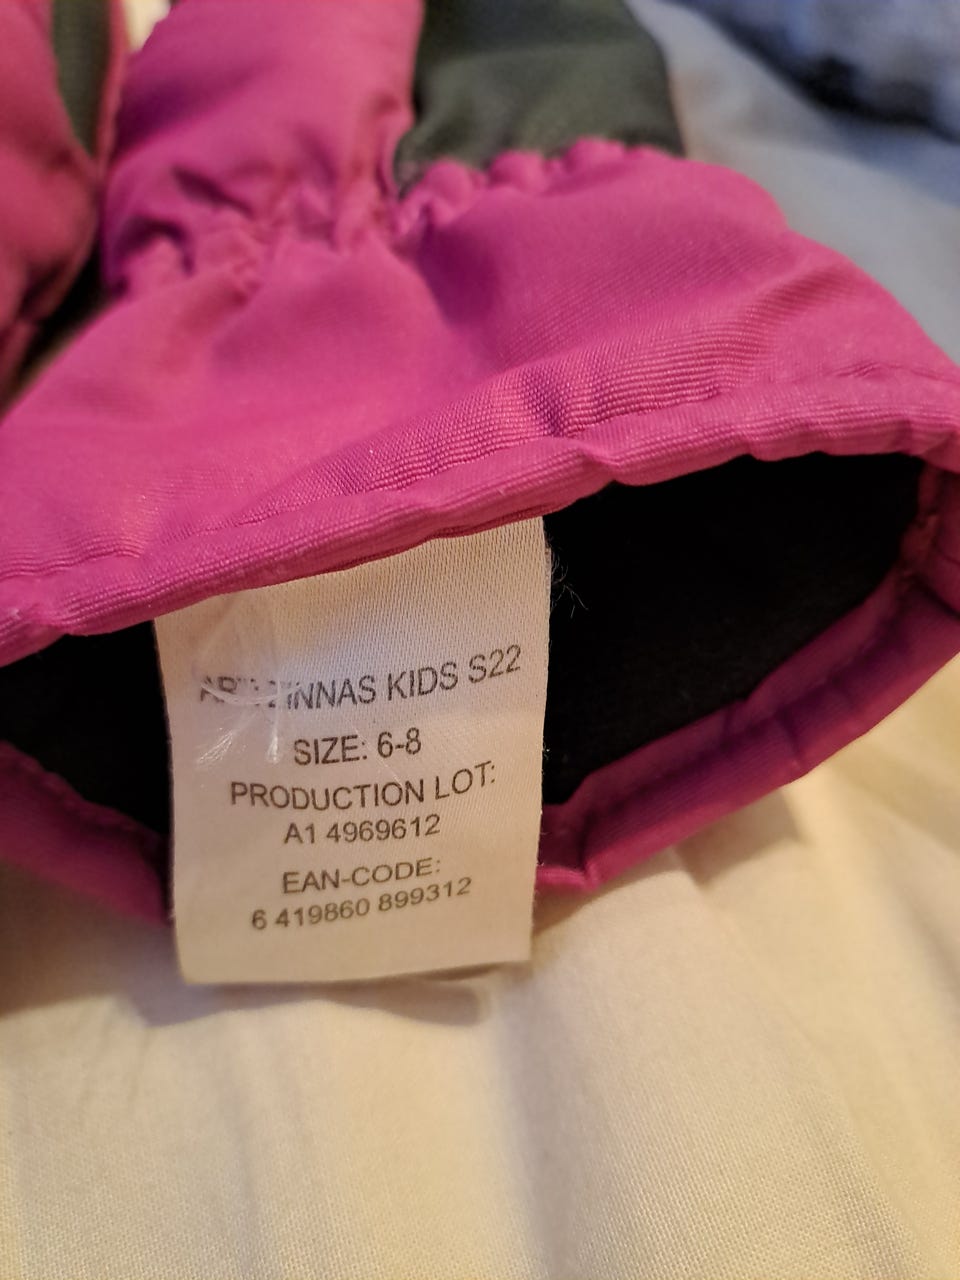 KIDS S22
SIZE: 6-8
PRODUCTION LOT:
A1 4969612
EAN-CODE:
6 419860 899312